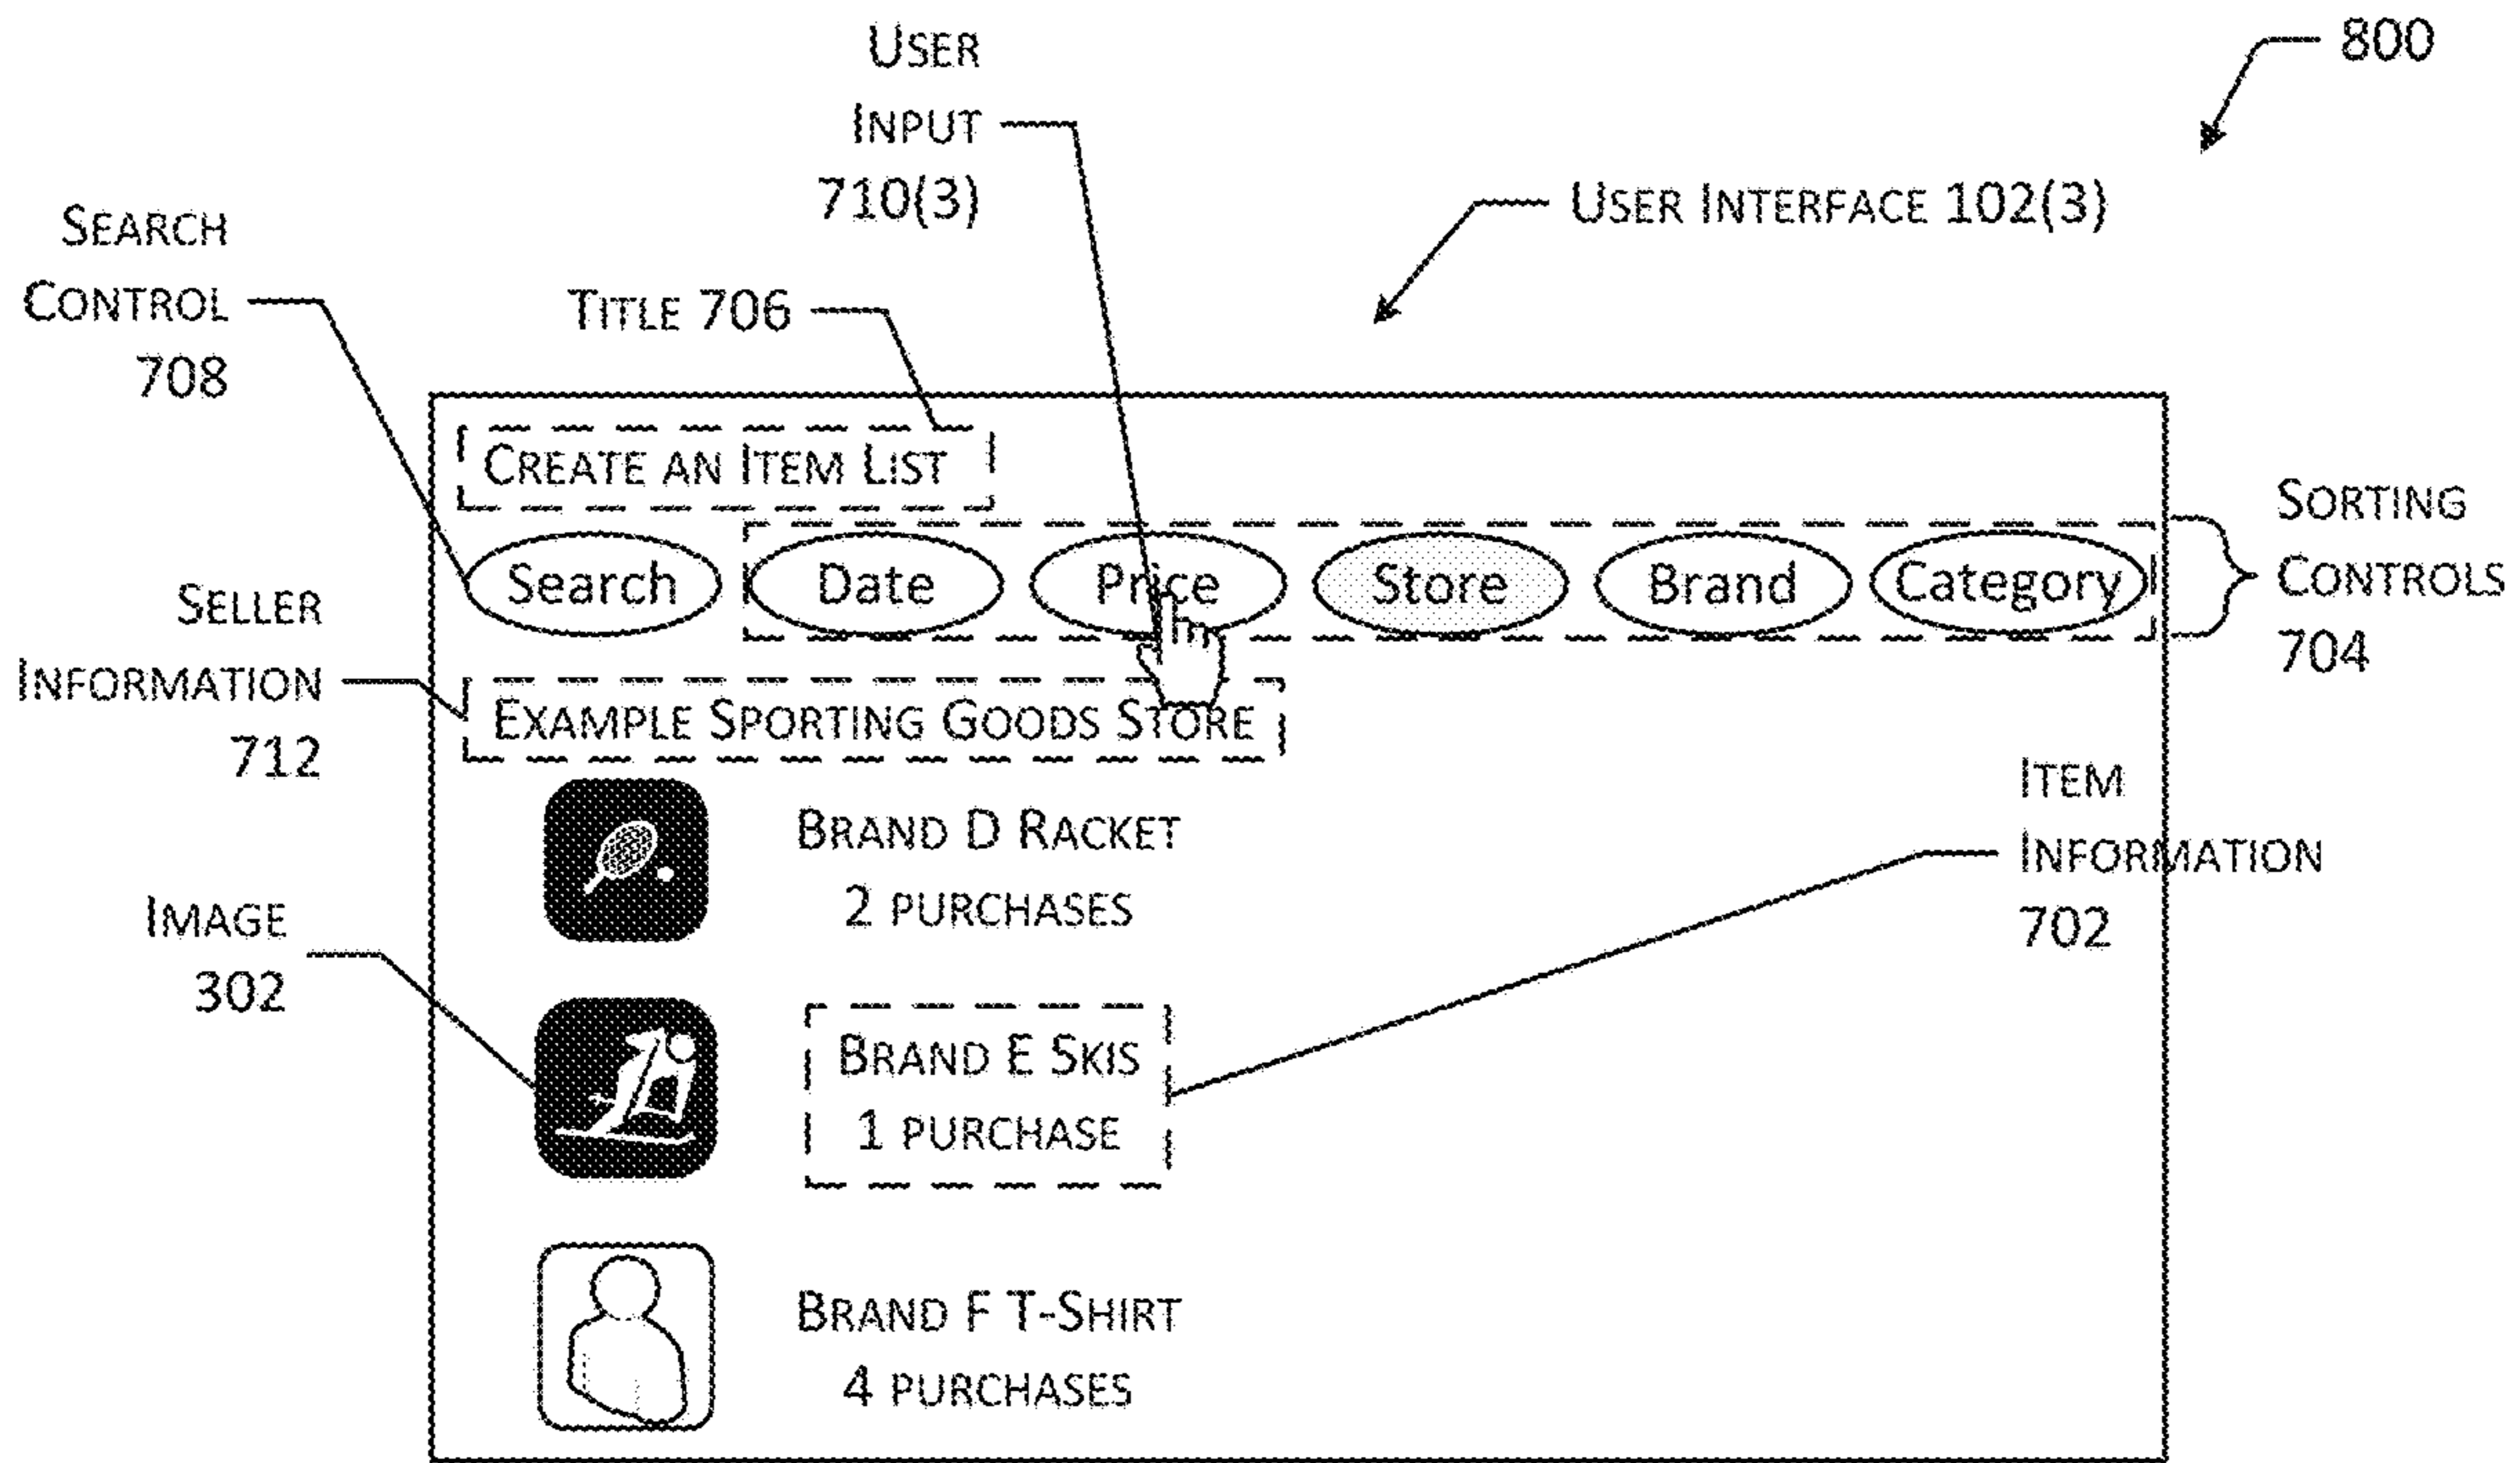 800
USER
INPUT
710(3)
USER INTERFACE 102(3)
SEARCH
CONTROL
708
TITLE 706
CREATE AN ITEM LIST
Search Date Price Store Brand Category
SORTING
CONTROLS
704
SELLER
INFORMATION
712
EXAMPLE SPORTING GOODS STORE
BRAND D RACKET
2 PURCHASES
ITEM
INFORMATION
702
IMAGE
302
BRAND E SKIS
1 PURCHASE
BRAND F T-SHIRT
4 PURCHASES